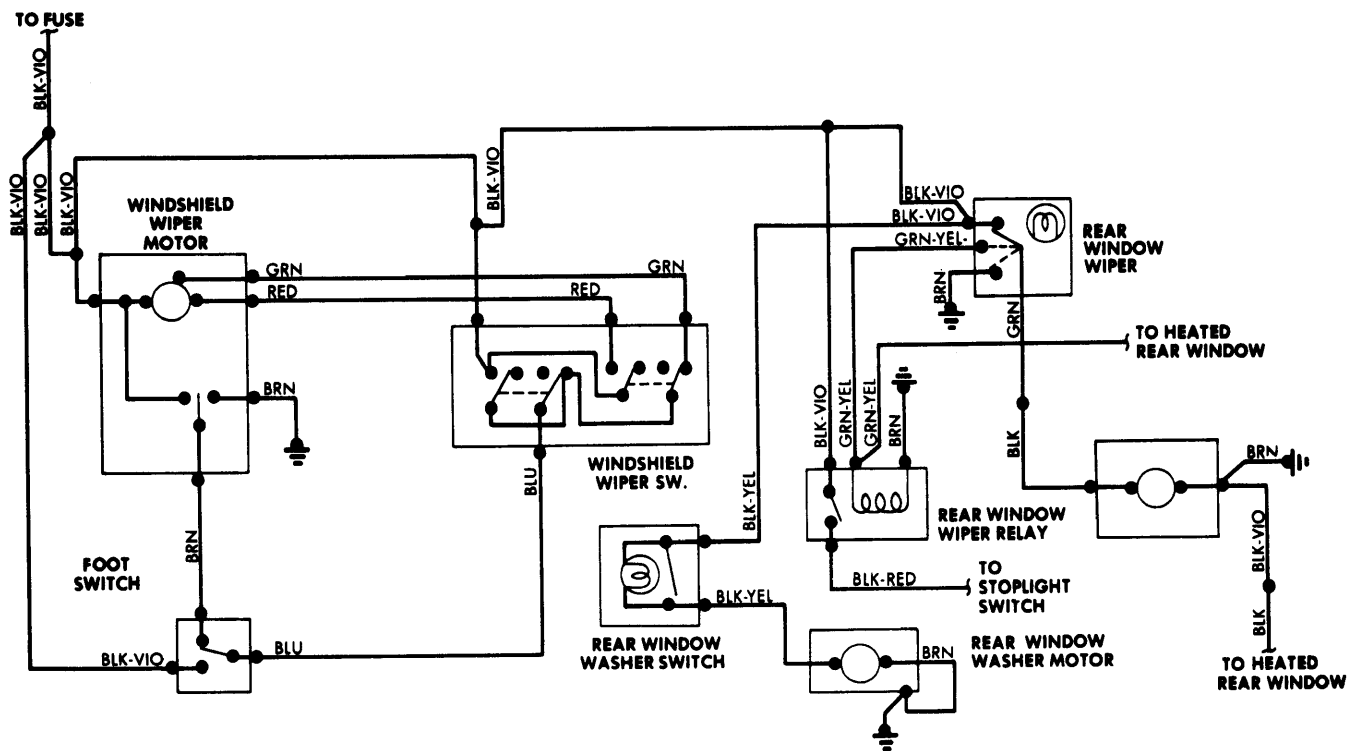 TO FUSE
BLK-VIO
BLK-VIO
BLK-VIO
BLK-VIO
WINDSHIELD
WIPER
MOTOR
GRN
RED
BRN
GRN
RED
BLK-VIO
BLK-VIO
BLK-VIO
GRN-YEL-
BRN
GRN
REAR
WINDOW
WIPER
TO HEATED
REAR WINDOW
WINDSHIELD
WIPER SW.
BLU
BLK-VIO
GRN-YEL
GRN-YEL
BRN
BLK
BRN
BLK-YEL
REAR WINDOW
WIPER RELAY
BLK-VIO
BRN
FOOT
SWITCH
BLK-RED
TO
STOPLIGHT
SWITCH
BLK-YEL
BLK
BLK-VIO
BLU
REAR WINDOW
WASHER SWITCH
BRN
REAR WINDOW
WASHER MOTOR
TO HEATED
REAR WINDOW